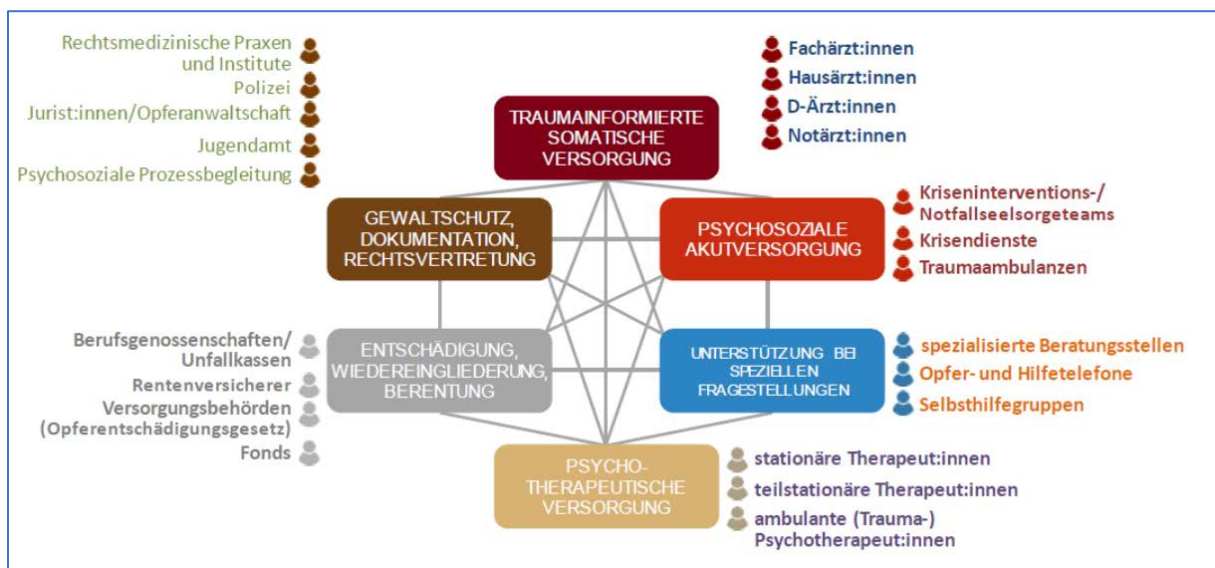 Rechtsmedizinische Praxen
und Institute
Polizei
Jurist:innen/Opferanwaltschaft
Jugendamt
Psychosoziale Prozessbegleitung
TRAUMAINFORMIERTE
SOMATISCHE
VERSORGUNG
Fachärzt:innen
Hausärzt:innen
D-Ärzt:innen
Notärzt:innen
GEWALTSCHUTZ,
DOKUMENTATION,
RECHTSVERTRETUNG
PSYCHOSOZIALE
AKUTVERSORGUNG
Kriseninterventions-/
Notfallseelsorgeteams
Krisendienste
Traumaambulanzen
Berufsgenossenschaften/
Unfallkassen
Rentenversicherer
Versorgungsbehörden
(Opferentschädigungsgesetz)
Fonds
ENTSCHÄDIGUNG,
WIEDEREINGLIEDERUNG,
BERENTUNG
UNTERSTÜTZUNG BEI
SPEZIELLEN
FRAGESTELLUNGEN
spezialisierte Beratungsstellen
Opfer- und Hilfetelefone
Selbsthilfegruppen
PSYCHO-
THERAPEUTISCHE
VERSORGUNG
stationäre Therapeut:innen
teilstationäre Therapeut:innen
ambulante (Trauma-)
Psychotherapeut:innen